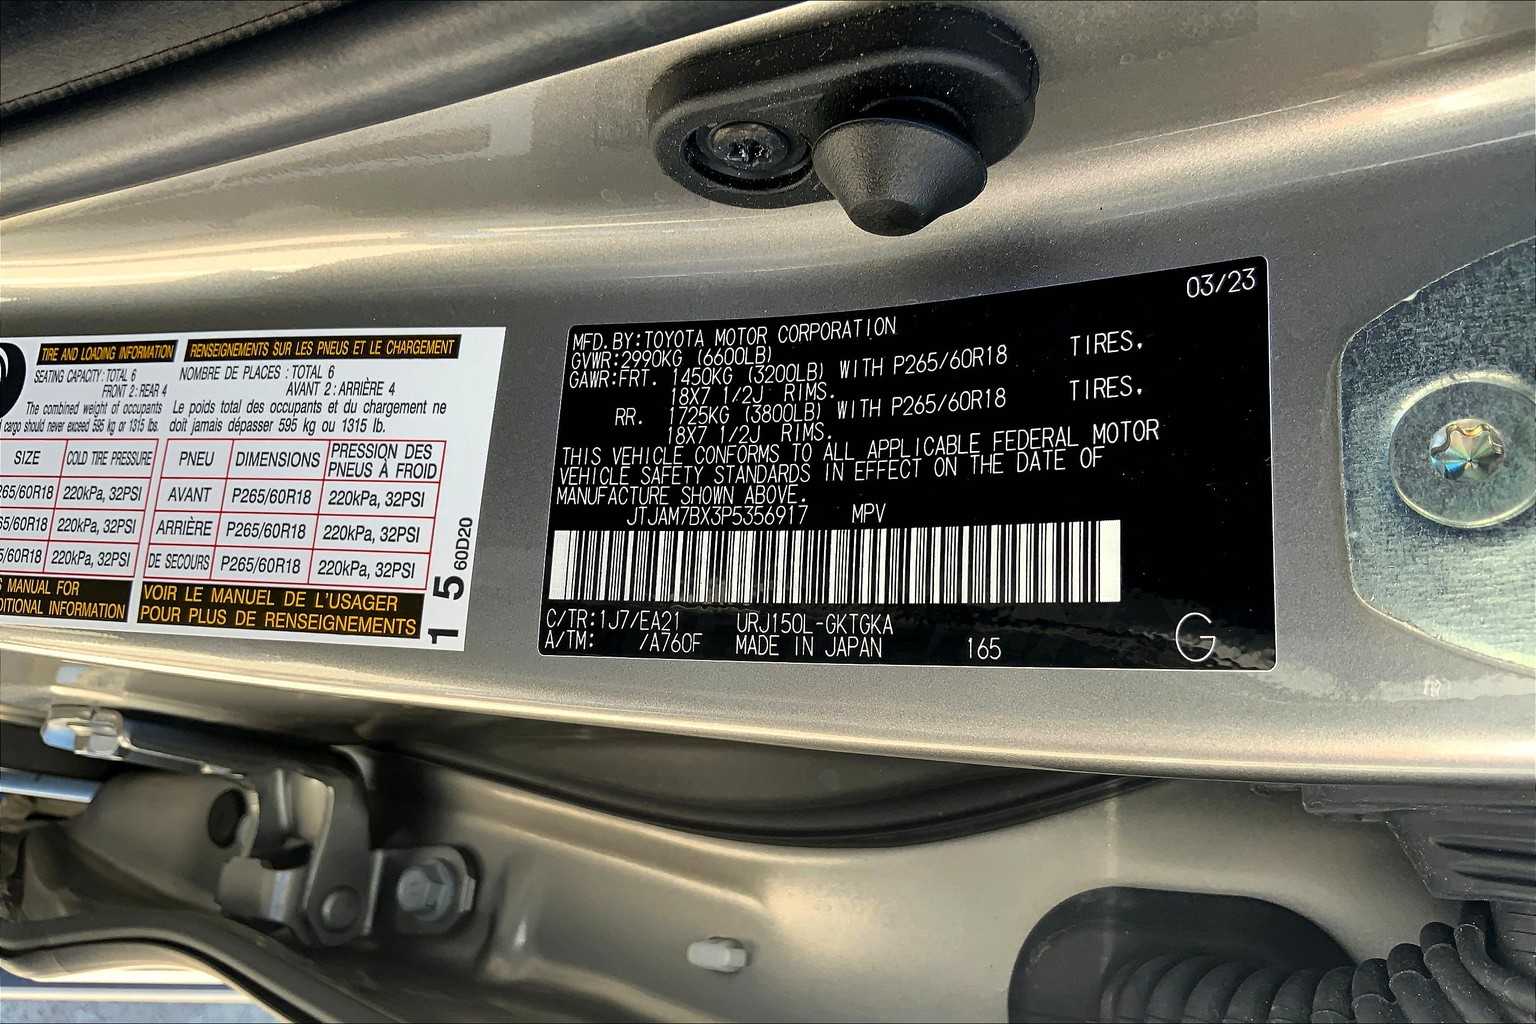 TIRE AND LOADING INFORMATION
RENSEIGNEMENTS SUR LES PNEUS ET LE CHARGEMENT
SEATING CAPACITY: TOTAL 6
FRONT 2: REAR 4
The combined weight of occupants
cargo should never exceed 595 kg or 1315 lbs.
NOMBRE DE PLACES : TOTAL 6
AVANT 2 : ARRIÈRE 4
Le poids total des occupants et du chargement ne
doit jamais dépasser 595 kg ou 1315 lb.
SIZE COLD TIRE PRESSURE
265/60R18 220kPa, 32PSI
65/60R18 220kPa, 32PSI
5/60R18 220kPa, 32PSI
MANUAL FOR
INFORMATION
PNEU DIMENSIONS PRESSION DES
PNEUS À FROID
AVANT P265/60R18 220kPa, 32PSI
ARRIÈRE P265/60R18 220kPa, 32PSI
DE SECOURS P265/60R18 220kPa, 32PSI
VOIR LE MANUEL DE L'USAGER
POUR PLUS DE RENSEIGNEMENTS
15 60D20
03/23
MFD. BY: TOYOTA MOTOR CORPORATION
GVWR: 2990KG (6600LB)
GAWR: FRT. 1450KG (3200LB) WITH P265/60R18 TIRES,
18X7 1/2J RIMS.
RR. 1725KG (3800LB) WITH P265/60R18 TIRES,
18X7 1/2J RIMS.
THIS VEHICLE CONFORMS TO ALL APPLICABLE FEDERAL MOTOR
VEHICLE SAFETY STANDARDS IN EFFECT ON THE DATE OF
MANUFACTURE SHOWN ABOVE.
JTJAM7BX3P5356917 MPV
C/TR: 1J7/EA21 URJ150L-GKTGKA
A/TM: /A760F MADE IN JAPAN 165
G